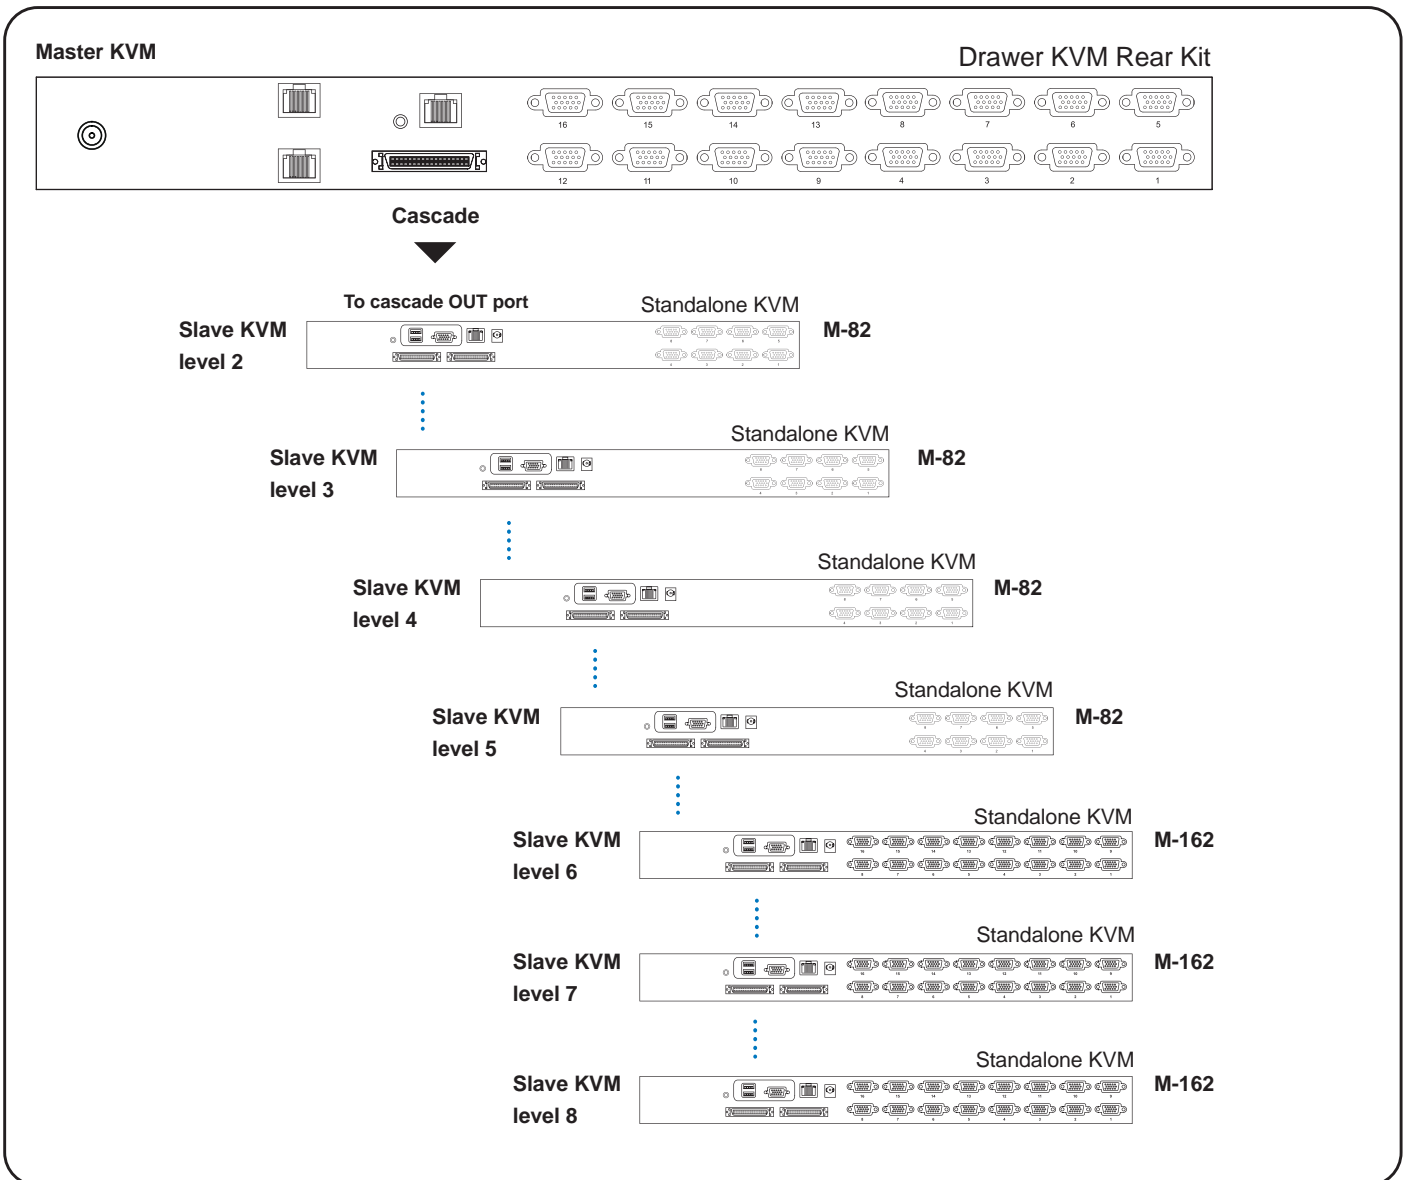 Master KVM
Drawer KVM Rear Kit
16 15 14 13 8 7 6 5
12 11 10 9 4 3 2 1
Cascade
To cascade OUT port
Standalone KVM
Slave KVM
level 2
M-82
Standalone KVM
Slave KVM
level 3
M-82
Standalone KVM
Slave KVM
level 4
M-82
Standalone KVM
Slave KVM
level 5
M-82
Standalone KVM
Slave KVM
level 6
M-162
Standalone KVM
Slave KVM
level 7
M-162
Standalone KVM
Slave KVM
level 8
M-162